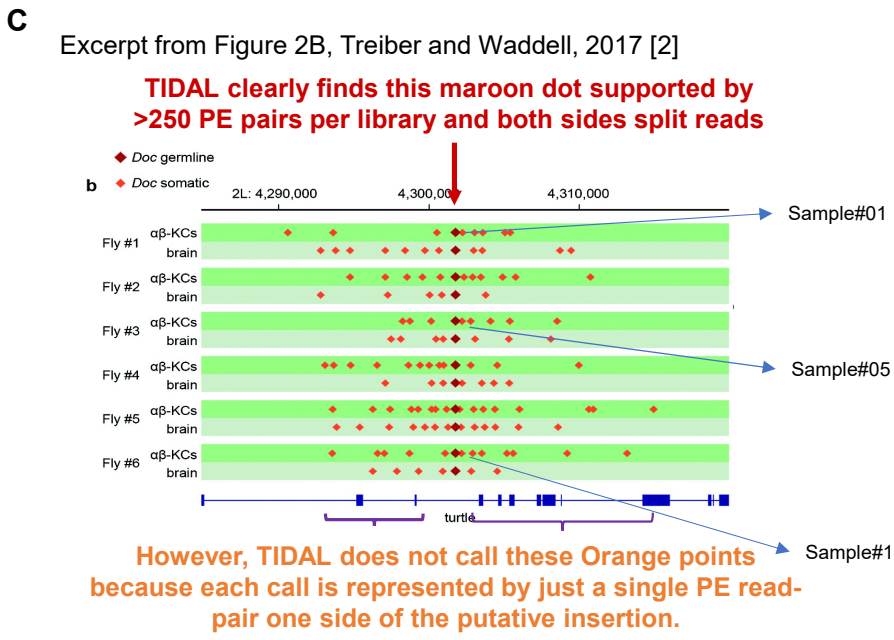 C
Excerpt from Figure 2B, Treiber and Waddell, 2017 [2]
TIDAL clearly finds this maroon dot supported by
>250 PE pairs per library and both sides split reads
Doc germline
b
Doc somatic
2L: 4,290,000
4,300,000
4,310,000
Sample#01
Fly #1
αβ-KCs
brain
Fly #2
αβ-KCs
brain
Fly #3
αβ-KCs
brain
Sample#05
Fly #4
αβ-KCs
brain
Fly #5
αβ-KCs
brain
Fly #6
αβ-KCs
brain
turtle
Sample#1
However, TIDAL does not call these Orange points
because each call is represented by just a single PE read-
pair one side of the putative insertion.